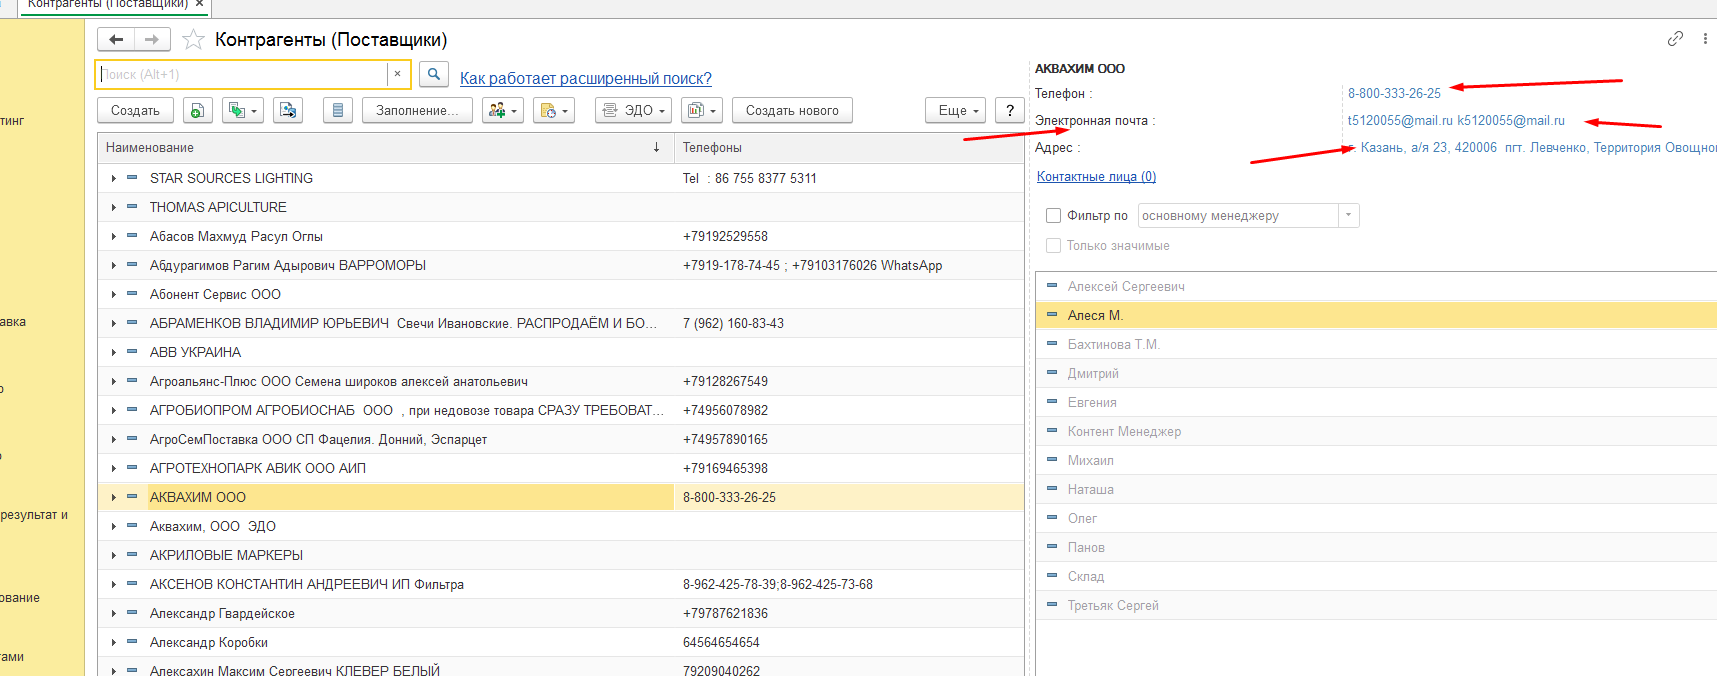 Контрагенты (Поставщики) ×
Контрагенты (Поставщики)
Поиск (Alt+1) ×
Как работает расширенный поиск?
Создать Заполнение... ЭДО Создать нового Еще ?
Наименование ↓ Телефоны
STAR SOURCES LIGHTING Tel : 86 755 8377 5311
THOMAS APICULTURE
Абасов Махмуд Расул Оглы +79192529558
Абдурагимов Рагим Адырович ВАРРОМОРЫ +7919-178-74-45 ; +79103176026 WhatsApp
Абонент Сервис ООО
АБРАМЕНКОВ ВЛАДИМИР ЮРЬЕВИЧ Свечи Ивановские. РАСПРОДАЁМ И БО... 7 (962) 160-83-43
АВВ УКРАИНА
Агроальянс-Плюс ООО Семена широков алексей анатольевич +79128267549
АГРОБИОПРОМ АГРОБИОСНАБ ООО , при недовозе товара СРАЗУ ТРЕБОВАТ... +74956078982
АгроСемПоставка ООО СП Фацелия. Донний, Эспарцет +74957890165
АГРОТЕХНОПАРК АВИК ООО АИП +79169465398
АКВАХИМ ООО 8-800-333-26-25
Аквахим, ООО ЭДО
АКРИЛОВЫЕ МАРКЕРЫ
АКСЕНОВ КОНСТАНТИН АНДРЕЕВИЧ ИП Фильтра 8-962-425-78-39;8-962-425-73-68
Александр Гвардейское +79787621836
Александр Коробки 64564654654
Алексахин Максим Сергеевич КЛЕВЕР БЕЛЫЙ 79209040262
АКВАХИМ ООО
Телефон : 8-800-333-26-25
Электронная почта : t5120055@mail.ru k5120055@mail.ru
Адрес : г. Казань, а/я 23, 420006 пгт. Левченко, Территория Овощно
Контактные лица (0)
Фильтр по основному менеджеру
Только значимые
Алексей Сергеевич
Алеся М.
Бахтинова Т.М.
Дмитрий
Евгения
Контент Менеджер
Михаил
Наташа
Олег
Панов
Склад
Третьяк Сергей
тинг
авка
о
результат и
ование
гами